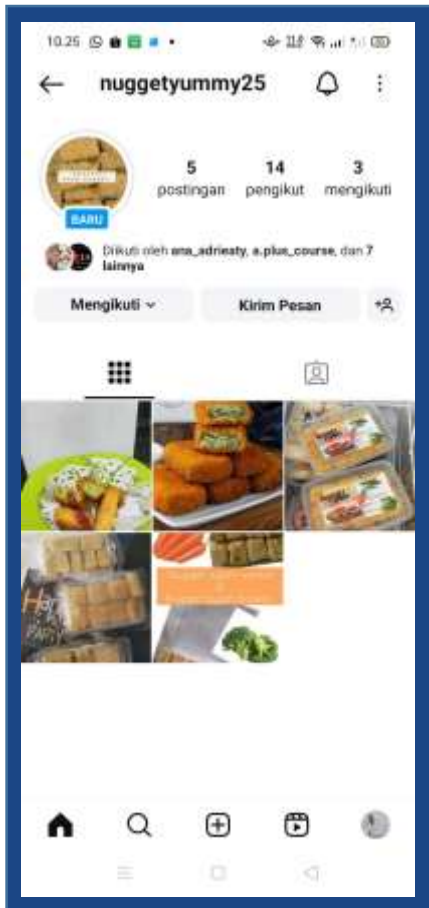 10.25
nuggetyummy25
5
14
3
postingan
pengikut
mengikuti
BARU
Diikuti oleh ana_adrieaty, a.plus_course, dan 7
lainnya
Mengikuti
Kirim Pesan